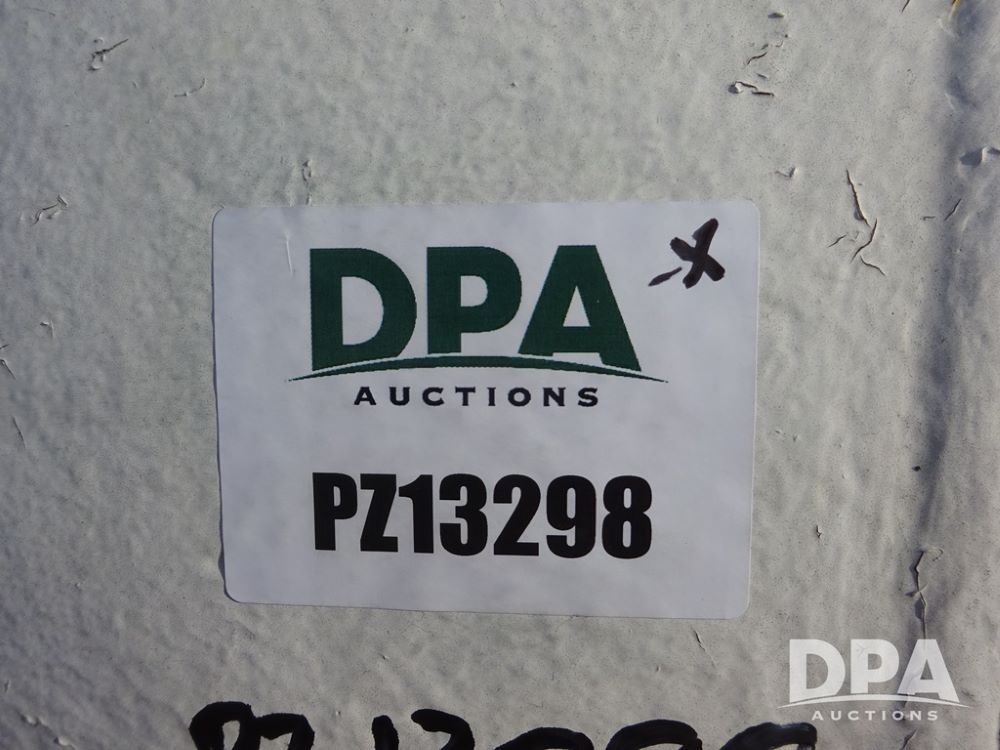 DPA
AUCTIONS
X
PZ13298
DPA
AUCTIONS